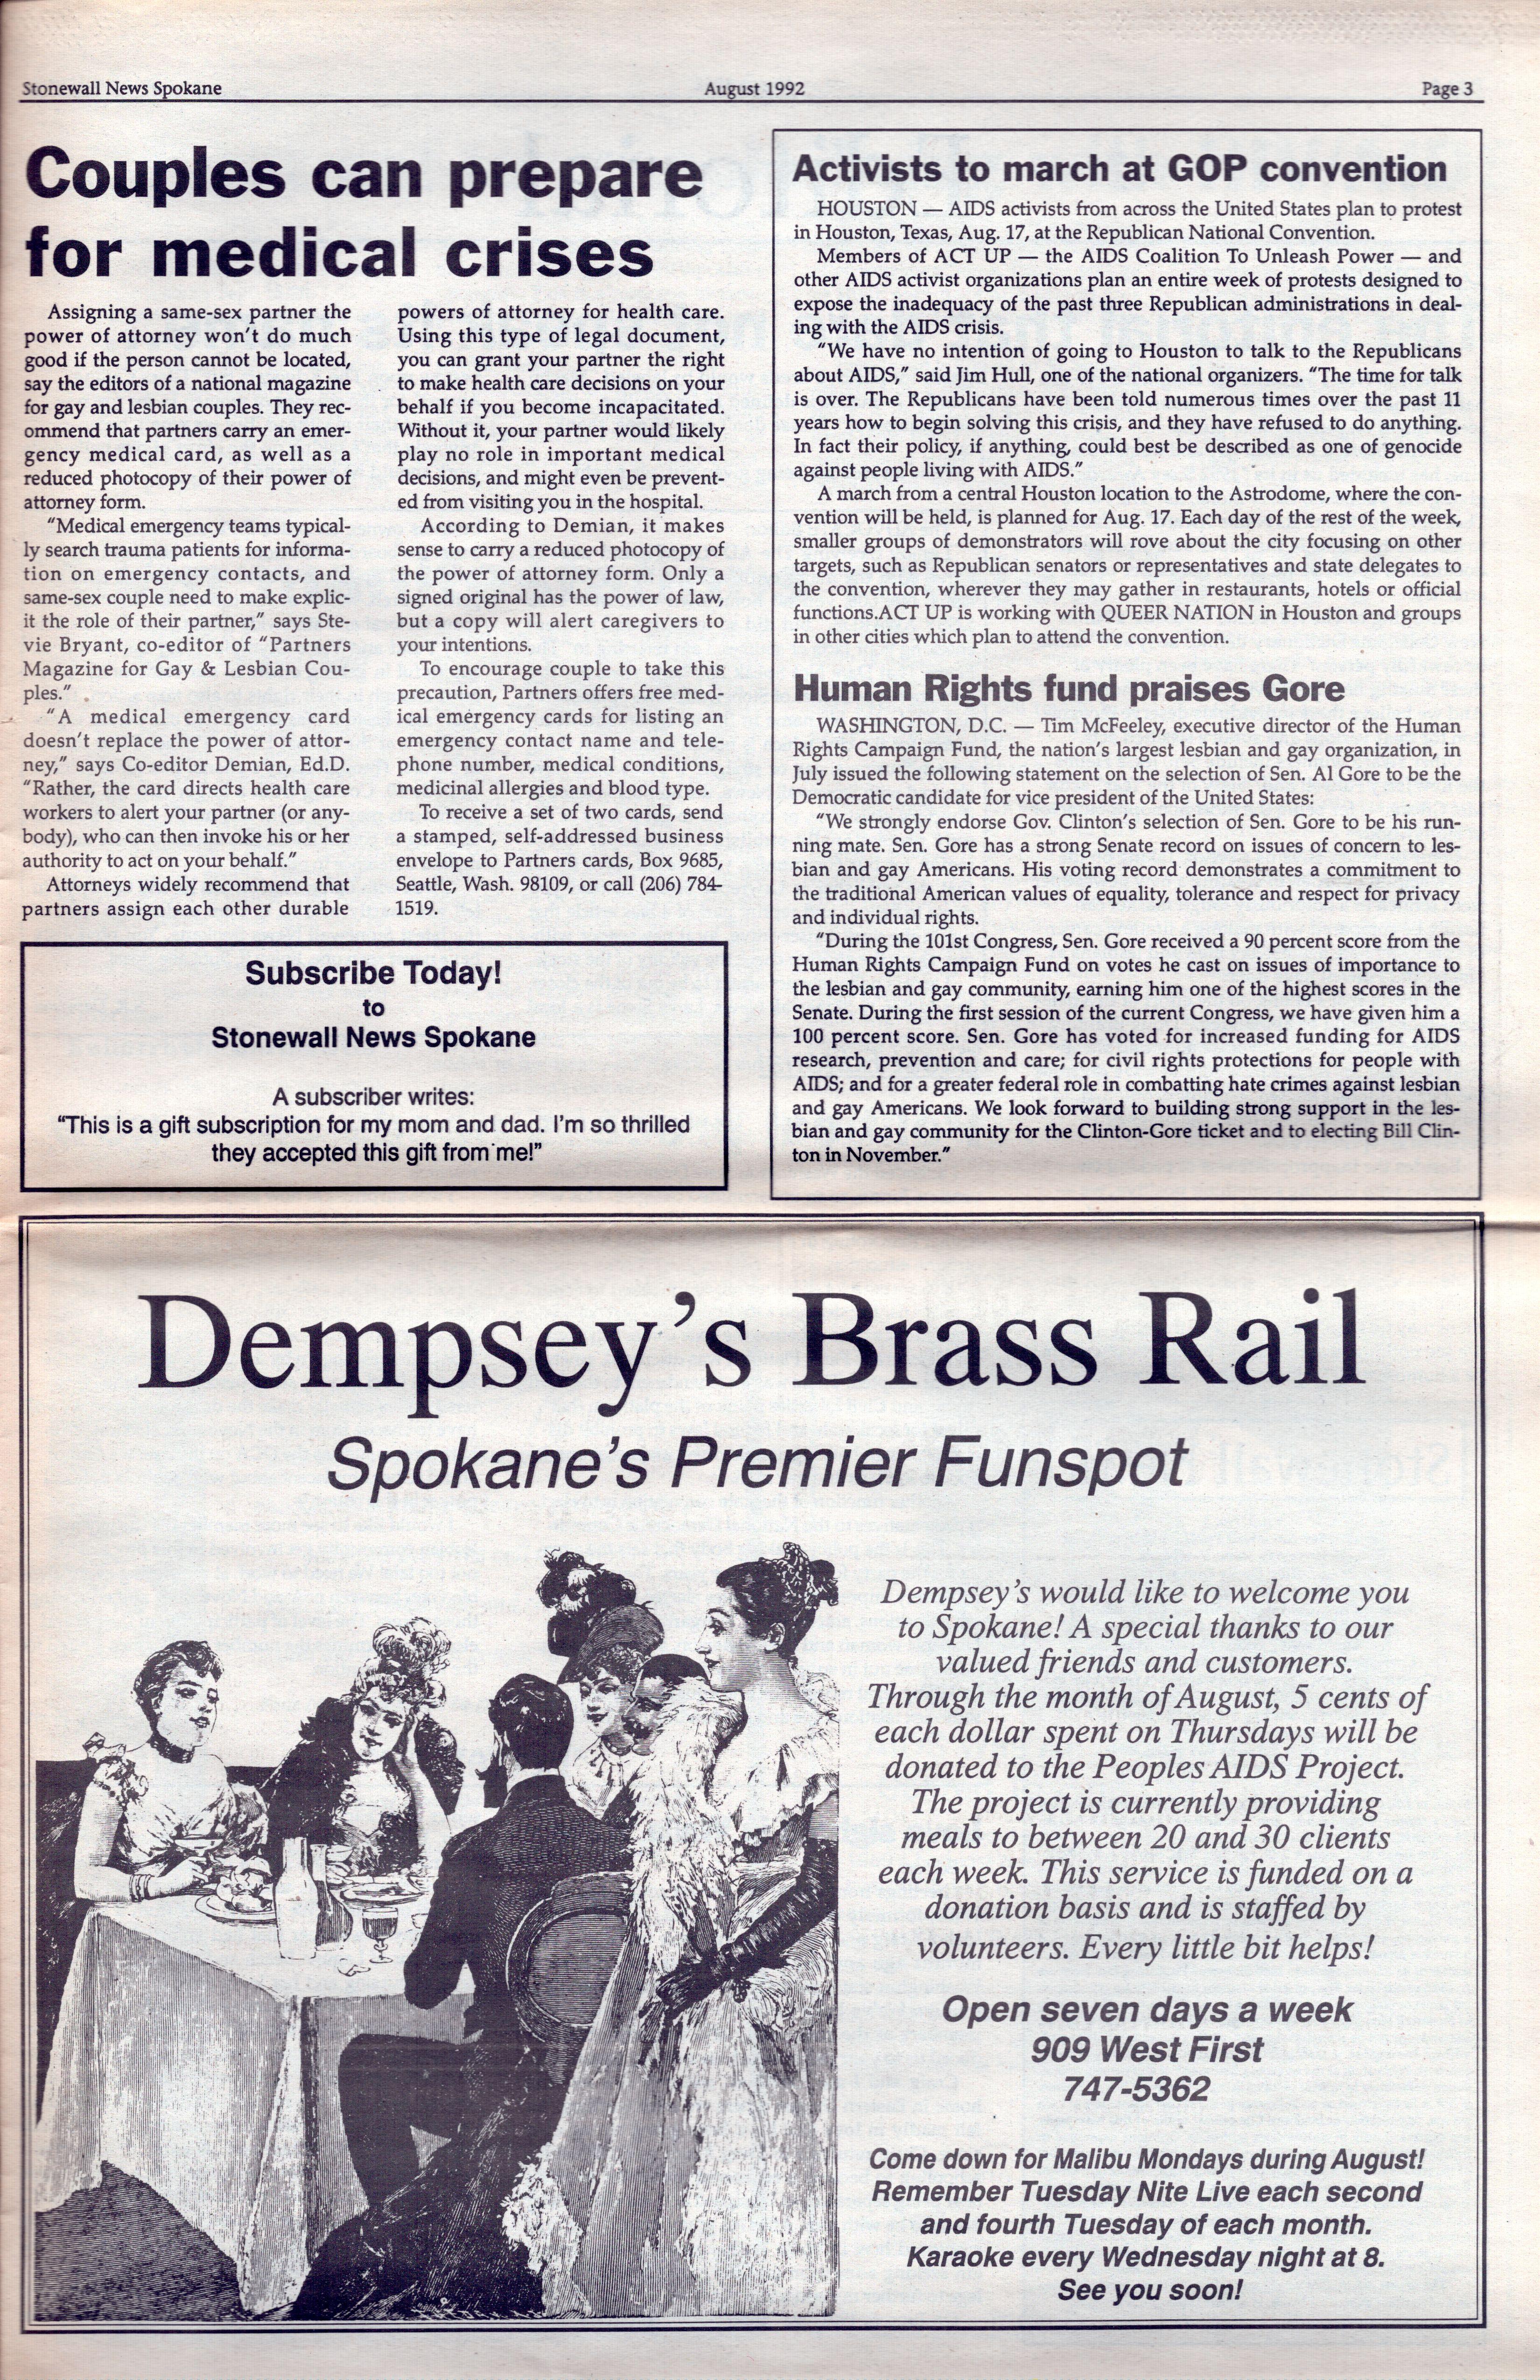 Stonewall News Spokane
August 1992
Page 3
Couples can prepare
for medical crises
Assigning a same-sex partner the
power of attorney won't do much
good if the person cannot be located,
say the editors of a national magazine
for gay and lesbian couples. They rec-
ommend that partners carry an emer-
gency medical card, as well as a
reduced photocopy of their power of
attorney form.
"Medical emergency teams typical-
ly search trauma patients for informa-
tion on emergency contacts, and
same-sex couple need to make explic-
it the role of their partner," says Ste-
vie Bryant, co-editor of "Partners
Magazine for Gay & Lesbian Cou-
ples."
"A medical emergency card
doesn't replace the power of attor-
ney," says Co-editor Demian, Ed.D.
"Rather, the card directs health care
workers to alert your partner (or any-
body), who can then invoke his or her
authority to act on your behalf."
Attorneys widely recommend that
partners assign each other durable
powers of attorney for health care.
Using this type of legal document,
you can grant your partner the right
to make health care decisions on your
behalf if you become incapacitated.
Without it, your partner would likely
play no role in important medical
decisions, and might even be prevent-
ed from visiting you in the hospital.
According to Demian, it makes
sense to carry a reduced photocopy of
the power of attorney form. Only a
signed original has the power of law,
but a copy will alert caregivers to
your intentions.
To encourage couple to take this
precaution, Partners offers free med-
ical emergency cards for listing an
emergency contact name and tele-
phone number, medical conditions,
medicinal allergies and blood type.
To receive a set of two cards, send
a stamped, self-addressed business
envelope to Partners cards, Box 9685,
Seattle, Wash. 98109, or call (206) 784-
1519.
Subscribe Today!
to
Stonewall News Spokane
A subscriber writes:
"This is a gift subscription for my mom and dad. I'm so thrilled
they accepted this gift from me!"
Activists to march at GOP convention
HOUSTON — AIDS activists from across the United States plan to protest
in Houston, Texas, Aug. 17, at the Republican National Convention.
Members of ACT UP — the AIDS Coalition To Unleash Power — and
other AIDS activist organizations plan an entire week of protests designed to
expose the inadequacy of the past three Republican administrations in deal-
ing with the AIDS crisis.
"We have no intention of going to Houston to talk to the Republicans
about AIDS," said Jim Hull, one of the national organizers. "The time for talk
is over. The Republicans have been told numerous times over the past 11
years how to begin solving this crisis, and they have refused to do anything.
In fact their policy, if anything, could best be described as one of genocide
against people living with AIDS."
A march from a central Houston location to the Astrodome, where the con-
vention will be held, is planned for Aug. 17. Each day of the rest of the week,
smaller groups of demonstrators will rove about the city focusing on other
targets, such as Republican senators or representatives and state delegates to
the convention, wherever they may gather in restaurants, hotels or official
functions.ACT UP is working with QUEER NATION in Houston and groups
in other cities which plan to attend the convention.
Human Rights fund praises Gore
WASHINGTON, D.C. — Tim McFeeley, executive director of the Human
Rights Campaign Fund, the nation's largest lesbian and gay organization, in
July issued the following statement on the selection of Sen. Al Gore to be the
Democratic candidate for vice president of the United States:
"We strongly endorse Gov. Clinton's selection of Sen. Gore to be his run-
ning mate. Sen. Gore has a strong Senate record on issues of concern to les-
bian and gay Americans. His voting record demonstrates a commitment to
the traditional American values of equality, tolerance and respect for privacy
and individual rights.
"During the 101st Congress, Sen. Gore received a 90 percent score from the
Human Rights Campaign Fund on votes he cast on issues of importance to
the lesbian and gay community, earning him one of the highest scores in the
Senate. During the first session of the current Congress, we have given him a
100 percent score. Sen. Gore has voted for increased funding for AIDS
research, prevention and care; for civil rights protections for people with
AIDS; and for a greater federal role in combatting hate crimes against lesbian
and gay Americans. We look forward to building strong support in the les-
bian and gay community for the Clinton-Gore ticket and to electing Bill Clin-
ton in November."
Dempsey's Brass Rail
Spokane's Premier Funspot
Dempsey's would like to welcome you
to Spokane! A special thanks to our
valued friends and customers.
Through the month of August, 5 cents of
each dollar spent on Thursdays will be
donated to the Peoples AIDS Project.
The project is currently providing
meals to between 20 and 30 clients
each week. This service is funded on a
donation basis and is staffed by
volunteers. Every little bit helps!
Open seven days a week
909 West First
747-5362
Come down for Malibu Mondays during August!
Remember Tuesday Nite Live each second
and fourth Tuesday of each month.
Karaoke every Wednesday night at 8.
See you soon!